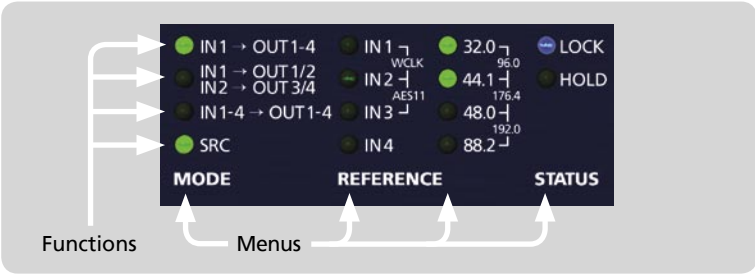 IN1 → OUT1-4
IN1 → OUT1/2
IN2 → OUT3/4
IN1-4 → OUT1-4
SRC
MODE
IN1
WCLK
IN2
AES11
IN3
IN4
REFERENCE
32.0
96.0
44.1
176.4
48.0
192.0
88.2
LOCK
HOLD
STATUS
Functions
Menus